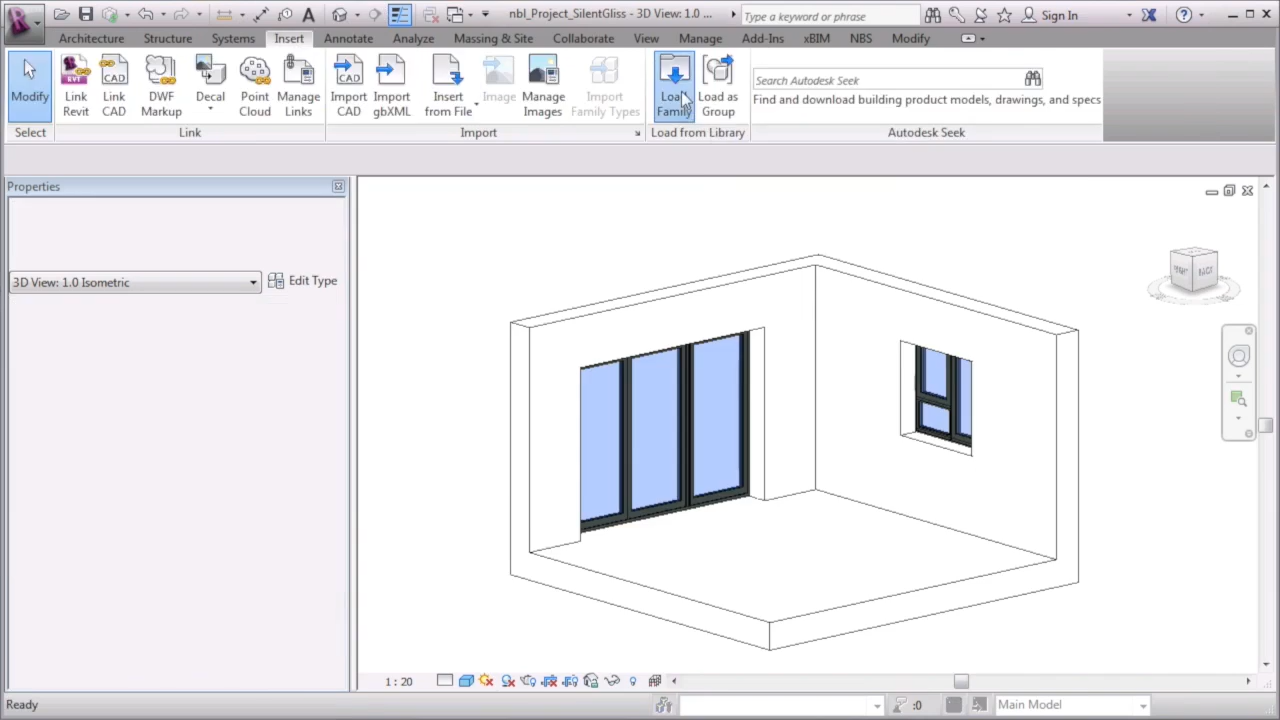 nbl_Project_SilentGliss - 3D View: 1.0 ...
Type a keyword or phrase
Sign In
Architecture Structure Systems Insert Annotate Analyze Massing & Site Collaborate View Manage Add-Ins xBIM NBS Modify
Modify
Link Revit
Link CAD
DWF Markup
Decal
Point Cloud
Manage Links
Import CAD
Import gbXML
Insert from File
Image
Manage Images
Import Family Types
Load Family
Load as Group
Search Autodesk Seek
Find and download building product models, drawings, and specs
Select
Link
Import
Load from Library
Autodesk Seek
Properties
3D View: 1.0 Isometric
Edit Type
1 : 20
Ready
:0
Main Model